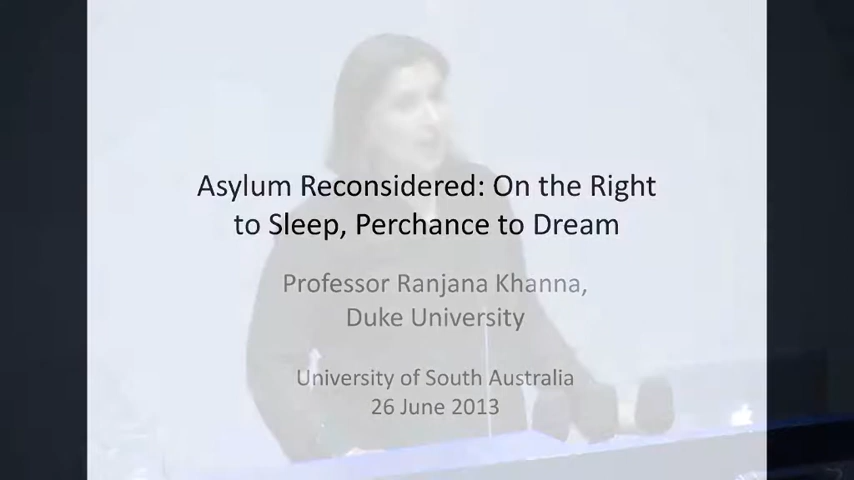 Asylum Reconsidered: On the Right
to Sleep, Perchance to Dream
Professor Ranjana Khanna,
Duke University
University of South Australia
26 June 2013